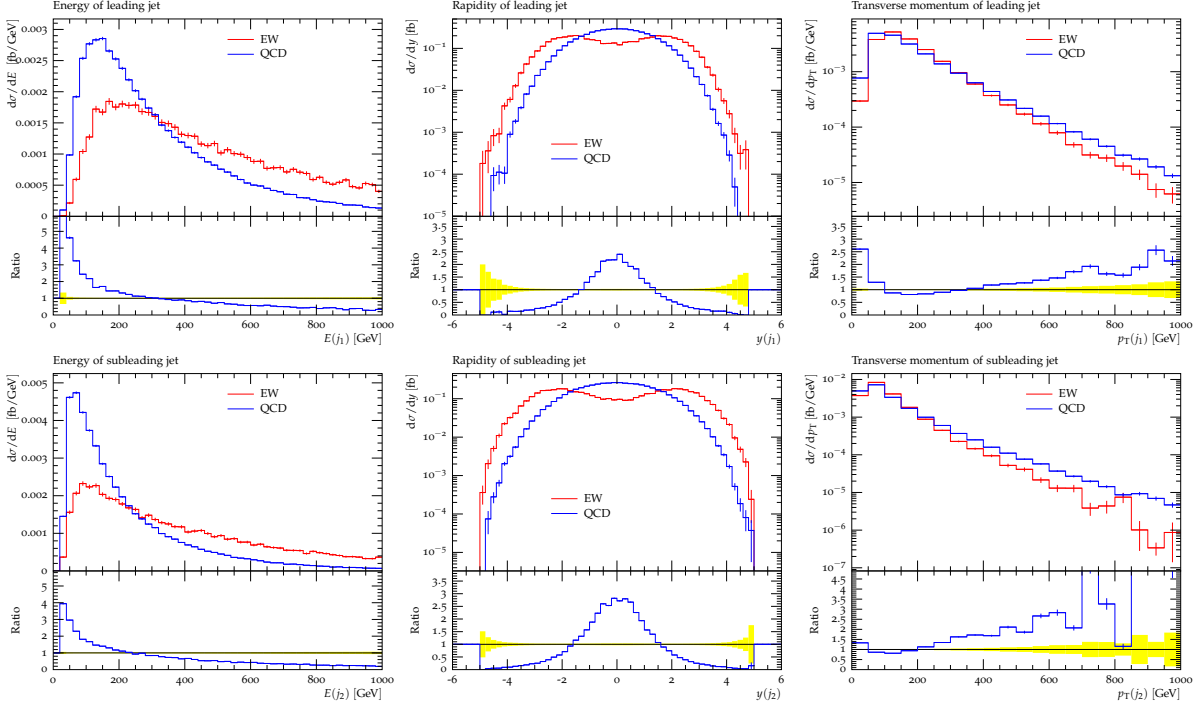 Energy of leading jet
EW
QCD
dσ/dE [fb/GeV]
0.003
0.0025
0.002
0.0015
0.001
0.0005
0
Ratio
5
4
3
2
1
0
0 200 400 600 800 1000
E(j₁) [GeV]
Rapidity of leading jet
EW
QCD
dσ/dy [fb]
10⁻¹
10⁻²
10⁻³
10⁻⁴
10⁻⁵
Ratio
3.5
3
2.5
2
1.5
1
0.5
0
-6 -4 -2 0 2 4 6
y(j₁)
Transverse momentum of leading jet
EW
QCD
dσ/dp_T [fb/GeV]
10⁻³
10⁻⁴
10⁻⁵
Ratio
3.5
3
2.5
2
1.5
1
0.5
0
0 200 400 600 800 1000
p_T(j₁) [GeV]
Energy of subleading jet
EW
QCD
dσ/dE [fb/GeV]
0.005
0.004
0.003
0.002
0.001
0
Ratio
5
4
3
2
1
0
0 200 400 600 800 1000
E(j₂) [GeV]
Rapidity of subleading jet
EW
QCD
dσ/dy [fb]
10⁻¹
10⁻²
10⁻³
10⁻⁴
10⁻⁵
Ratio
3.5
3
2.5
2
1.5
1
0.5
0
-6 -4 -2 0 2 4 6
y(j₂)
Transverse momentum of subleading jet
EW
QCD
dσ/dp_T [fb/GeV]
10⁻²
10⁻³
10⁻⁴
10⁻⁵
10⁻⁶
10⁻⁷
Ratio
4.5
4
3.5
3
2.5
2
1.5
1
0.5
0
0 200 400 600 800 1000
p_T(j₂) [GeV]